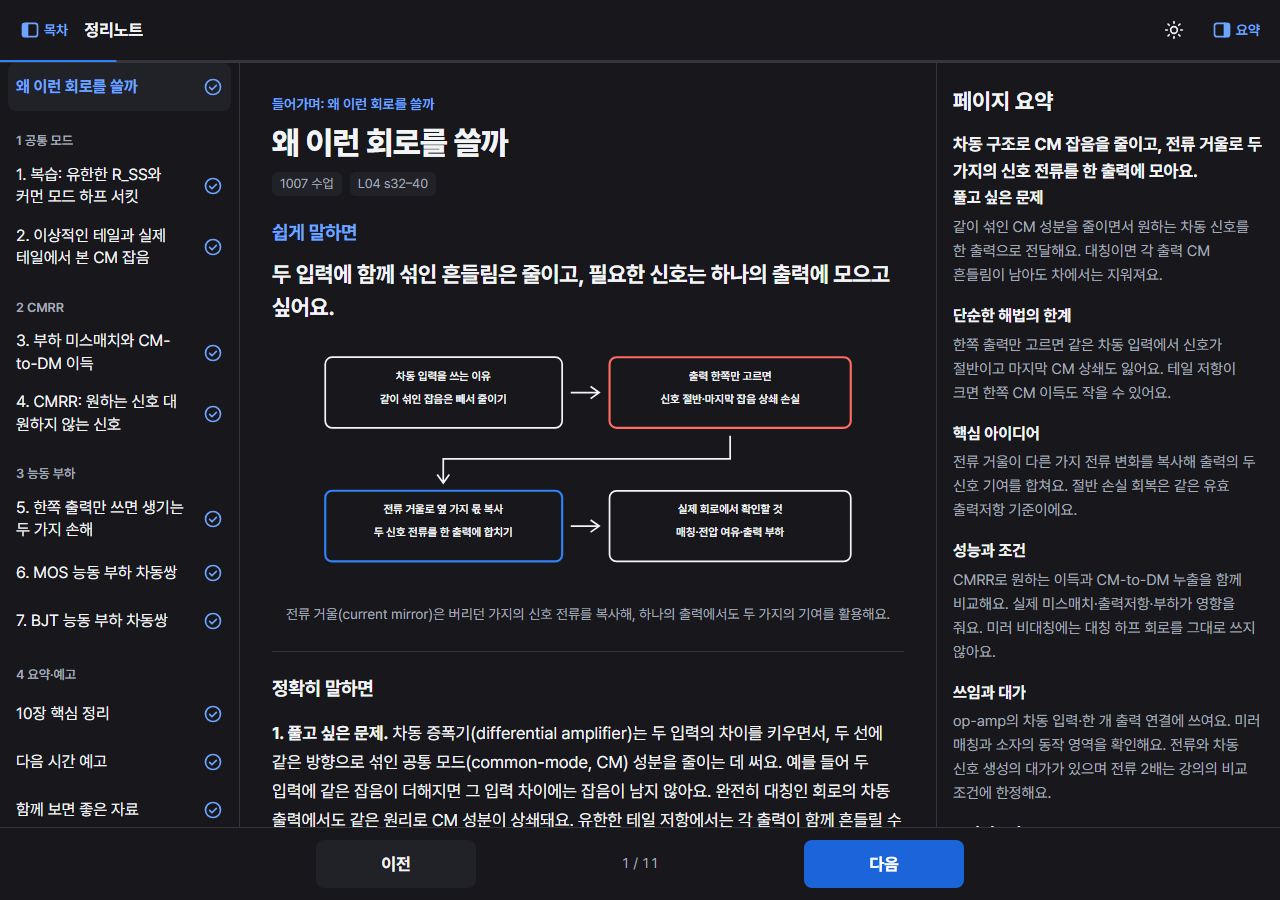 목차
정리노트
요약
왜 이런 회로를 쓸까
1 공통 모드
1. 복습: 유한한 R_SS와
커먼 모드 하프 서킷
2. 이상적인 테일과 실제
테일에서 본 CM 잡음
2 CMRR
3. 부하 미스매치와 CM-
to-DM 이득
4. CMRR: 원하는 신호 대
원하지 않는 신호
3 능동 부하
5. 한쪽 출력만 쓰면 생기는
두 가지 손해
6. MOS 능동 부하 차동쌍
7. BJT 능동 부하 차동쌍
4 요약·예고
10장 핵심 정리
다음 시간 예고
함께 보면 좋은 자료
들어가며: 왜 이런 회로를 쓸까
왜 이런 회로를 쓸까
1007 수업
L04 s32–40
쉽게 말하면
두 입력에 함께 섞인 흔들림은 줄이고, 필요한 신호는 하나의 출력에 모으고
싶어요.
차동 입력을 쓰는 이유
같이 섞인 잡음은 빼서 줄이기
출력 한쪽만 고르면
신호 절반·마지막 잡음 상쇄 손실
전류 거울로 옆 가지 몫 복사
두 신호 전류를 한 출력에 합치기
실제 회로에서 확인할 것
매칭·전압 여유·출력 부하
전류 거울(current mirror)은 버리던 가지의 신호 전류를 복사해, 하나의 출력에서도 두 가지의 기여를 활용해요.
정확히 말하면
1. 풀고 싶은 문제. 차동 증폭기(differential amplifier)는 두 입력의 차이를 키우면서, 두 선에
같은 방향으로 섞인 공통 모드(common-mode, CM) 성분을 줄이는 데 써요. 예를 들어 두
입력에 같은 잡음이 더해지면 그 입력 차이에는 잡음이 남지 않아요. 완전히 대칭인 회로의 차동
출력에서도 같은 원리로 CM 성분이 상쇄돼요. 유한한 테일 저항에서는 각 출력이 함께 흔들릴 수
페이지 요약
차동 구조로 CM 잡음을 줄이고, 전류 거울로 두
가지의 신호 전류를 한 출력에 모아요.
풀고 싶은 문제
같이 섞인 CM 성분을 줄이면서 원하는 차동 신호를
한 출력으로 전달해요. 대칭이면 각 출력 CM
흔들림이 남아도 차에서는 지워져요.
단순한 해법의 한계
한쪽 출력만 고르면 같은 차동 입력에서 신호가
절반이고 마지막 CM 상쇄도 잃어요. 테일 저항이
크면 한쪽 CM 이득도 작을 수 있어요.
핵심 아이디어
전류 거울이 다른 가지 전류 변화를 복사해 출력의 두
신호 기여를 합쳐요. 절반 손실 회복은 같은 유효
출력저항 기준이에요.
성능과 조건
CMRR로 원하는 이득과 CM-to-DM 누출을 함께
비교해요. 실제 미스매치·출력저항·부하가 영향을
줘요. 미러 비대칭에는 대칭 하프 회로를 그대로 쓰지
않아요.
쓰임과 대가
op-amp의 차동 입력·한 개 출력 연결에 쓰여요. 미러
매칭과 소자의 동작 영역을 확인해요. 전류와 차동
신호 생성의 대가가 있으며 전류 2배는 강의의 비교
조건에 한정해요.
이전
1 / 11
다음